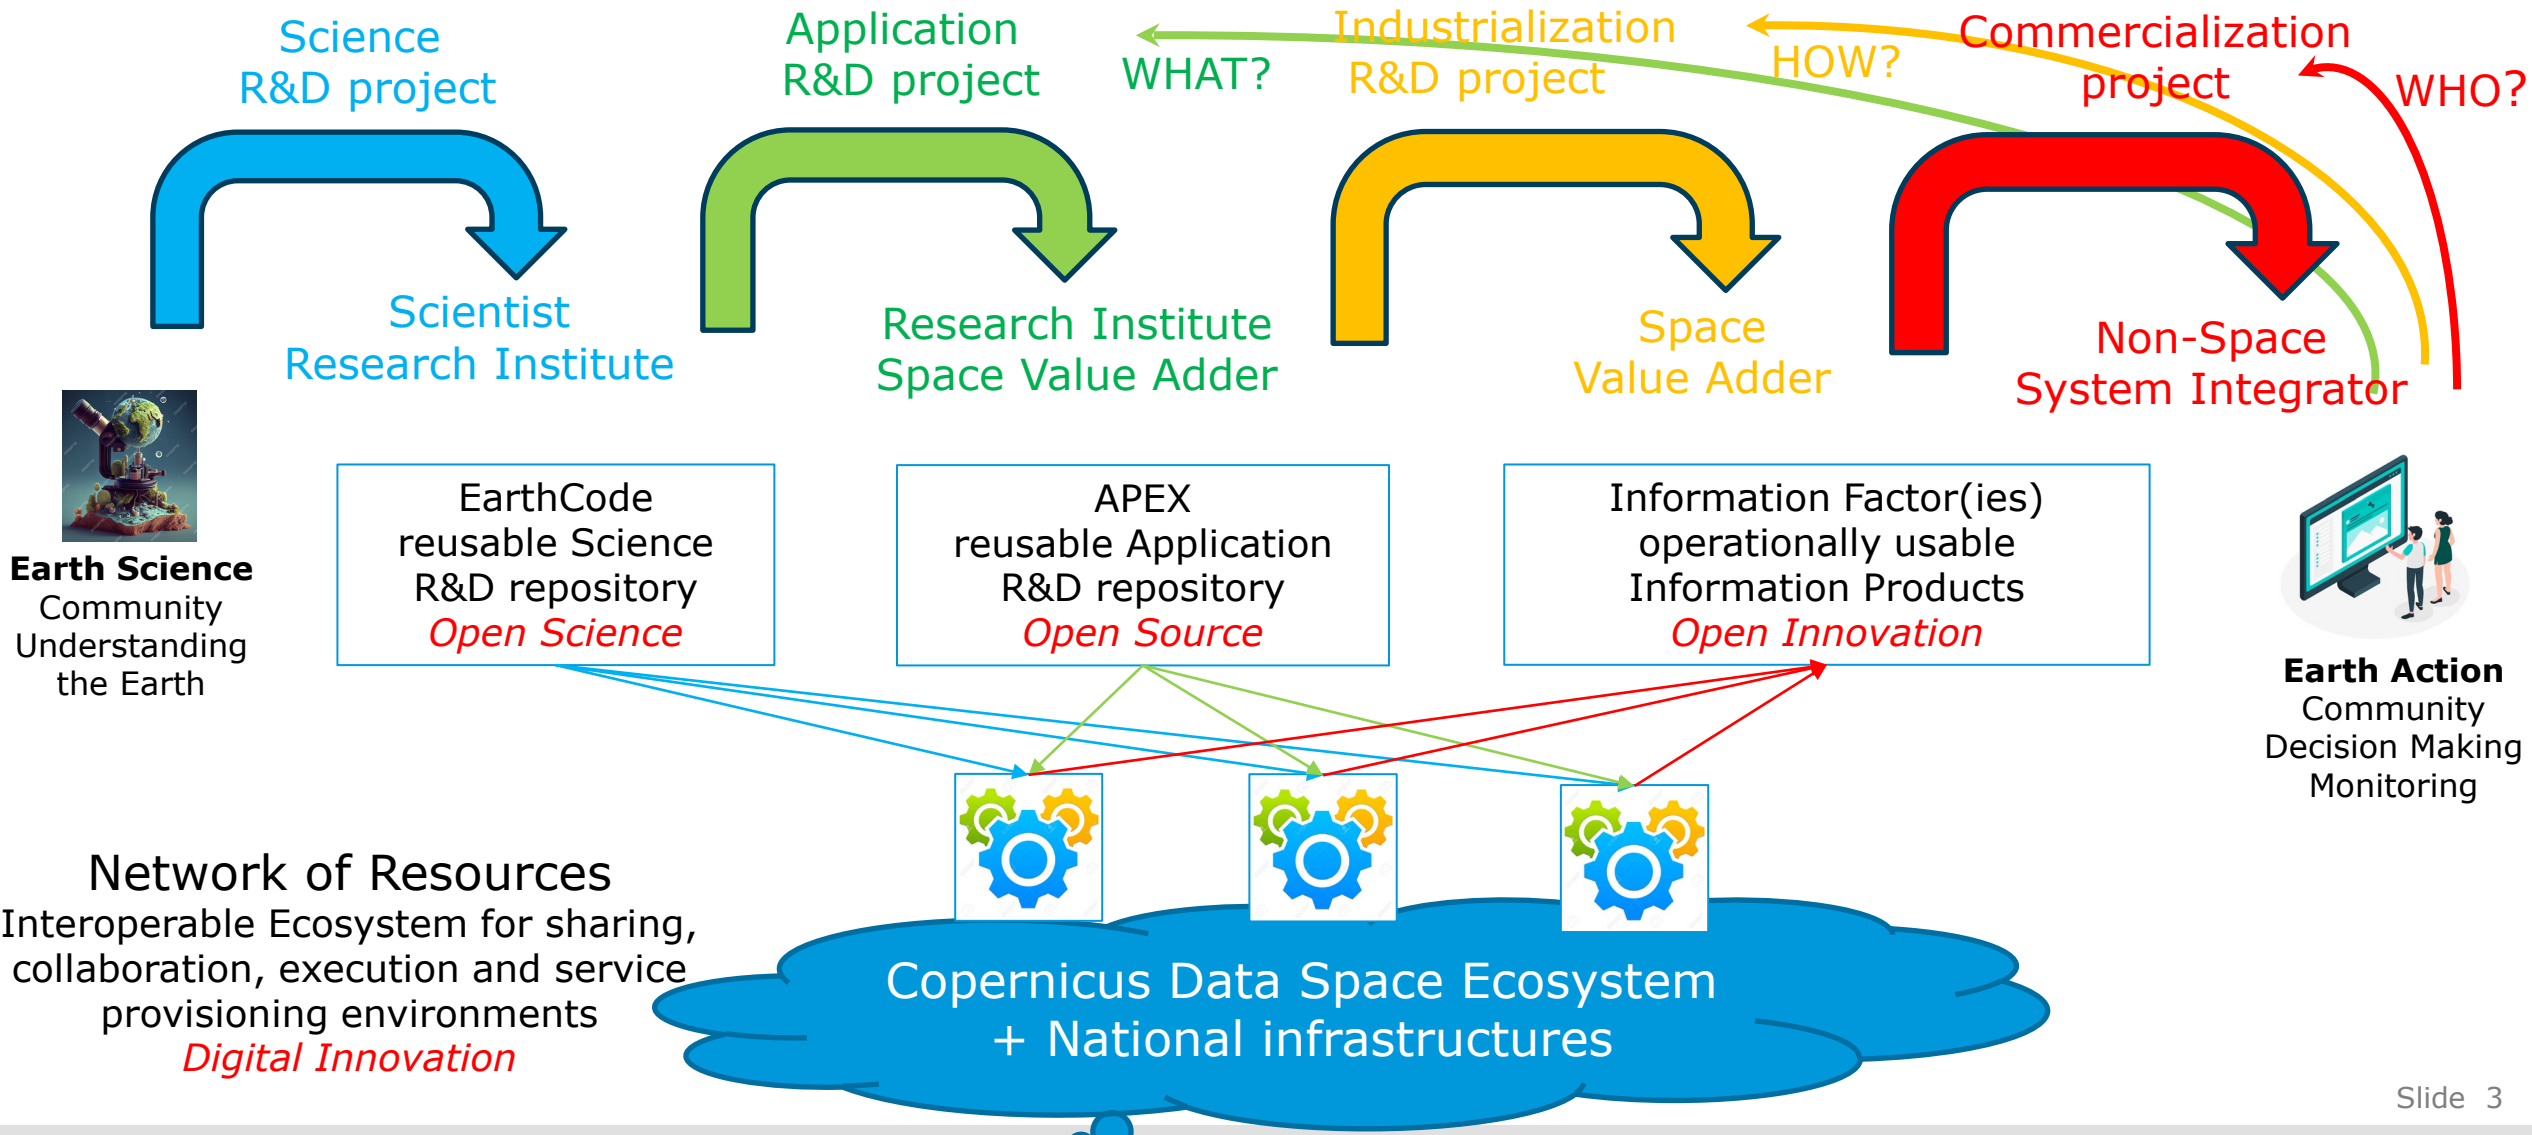 Science
R&D project
Application
R&D project
WHAT?
Industrialization
R&D project
HOW?
Commercialization
project
WHO?
Scientist
Research Institute
Research Institute
Space Value Adder
Space
Value Adder
Non-Space
System Integrator
Earth Science
Community
Understanding
the Earth
EarthCode
reusable Science
R&D repository
Open Science
APEX
reusable Application
R&D repository
Open Source
Information Factor(ies)
operationally usable
Information Products
Open Innovation
Earth Action
Community
Decision Making
Monitoring
Network of Resources
Interoperable Ecosystem for sharing,
collaboration, execution and service
provisioning environments
Digital Innovation
Copernicus Data Space Ecosystem
+ National infrastructures
Slide 3